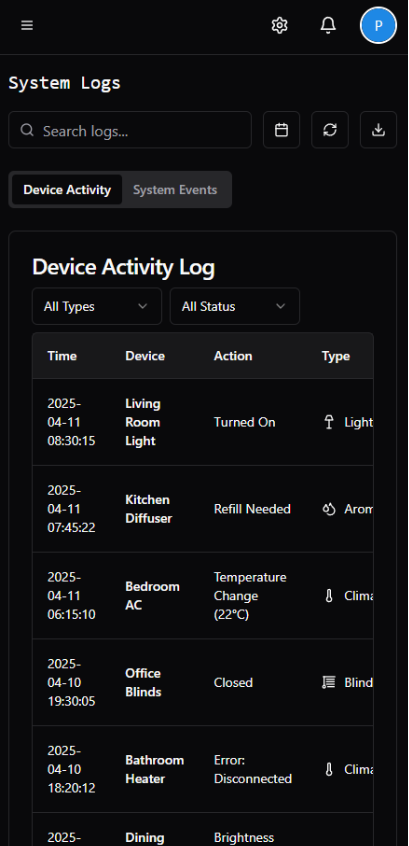 P
System Logs
Search logs...
Device Activity System Events
Device Activity Log
All Types All Status
Time Device Action Type
2025-
04-11
08:30:15
Living
Room
Light
Turned On
Light
2025-
04-11
07:45:22
Kitchen
Diffuser
Refill Needed
Arom
2025-
04-11
06:15:10
Bedroom
AC
Temperature
Change
(22°C)
Clima
2025-
04-10
19:30:05
Office
Blinds
Closed
Blind
2025-
04-10
18:20:12
Bathroom
Heater
Error:
Disconnected
Clima
2025-
Dining
Brightness